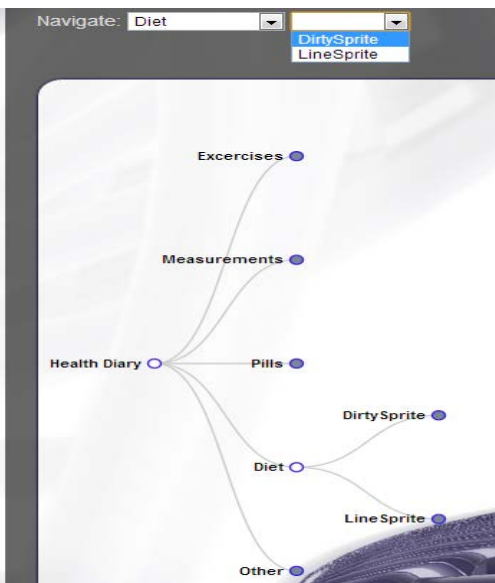 Navigate: Diet
DirtySprite
LineSprite
Excercises
Measurements
Health Diary
Pills
DirtySprite
Diet
LineSprite
Other